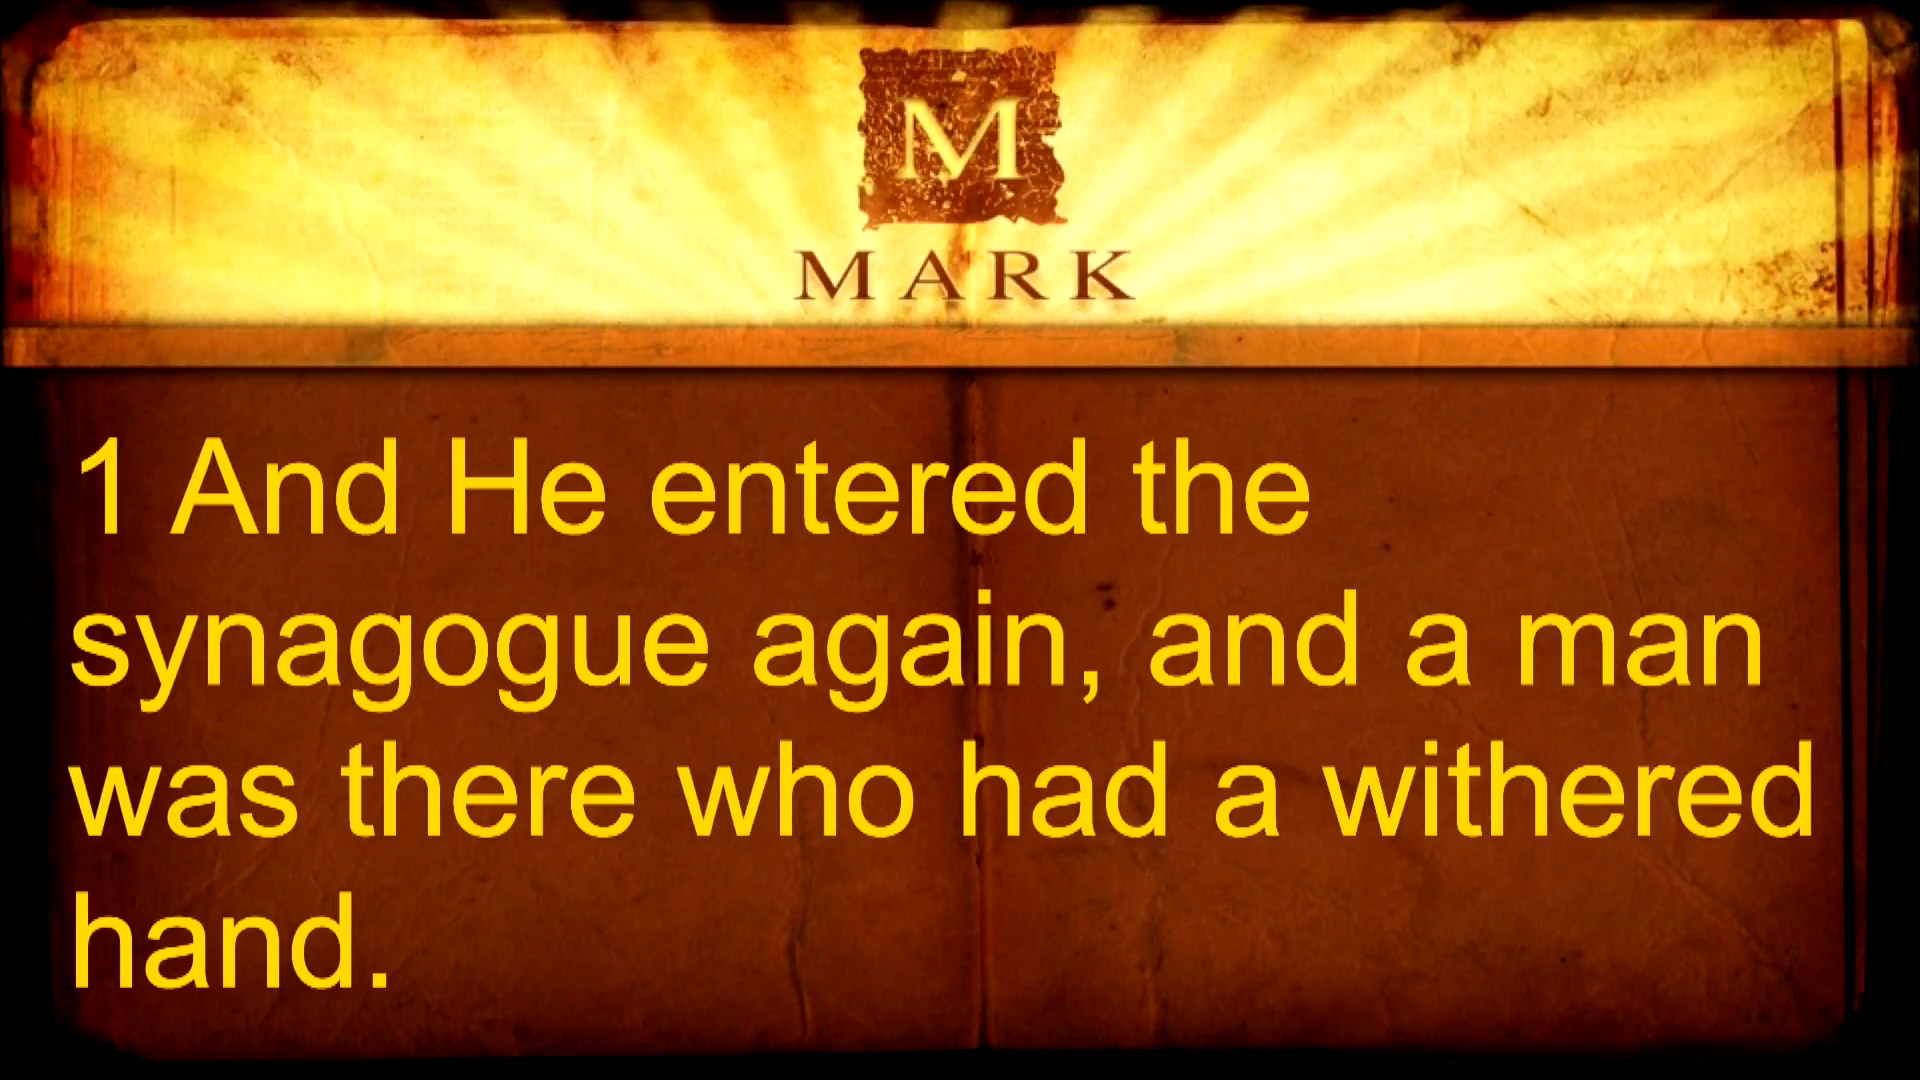 M
MARK
1 And He entered the
synagogue again, and a man
was there who had a withered
hand.